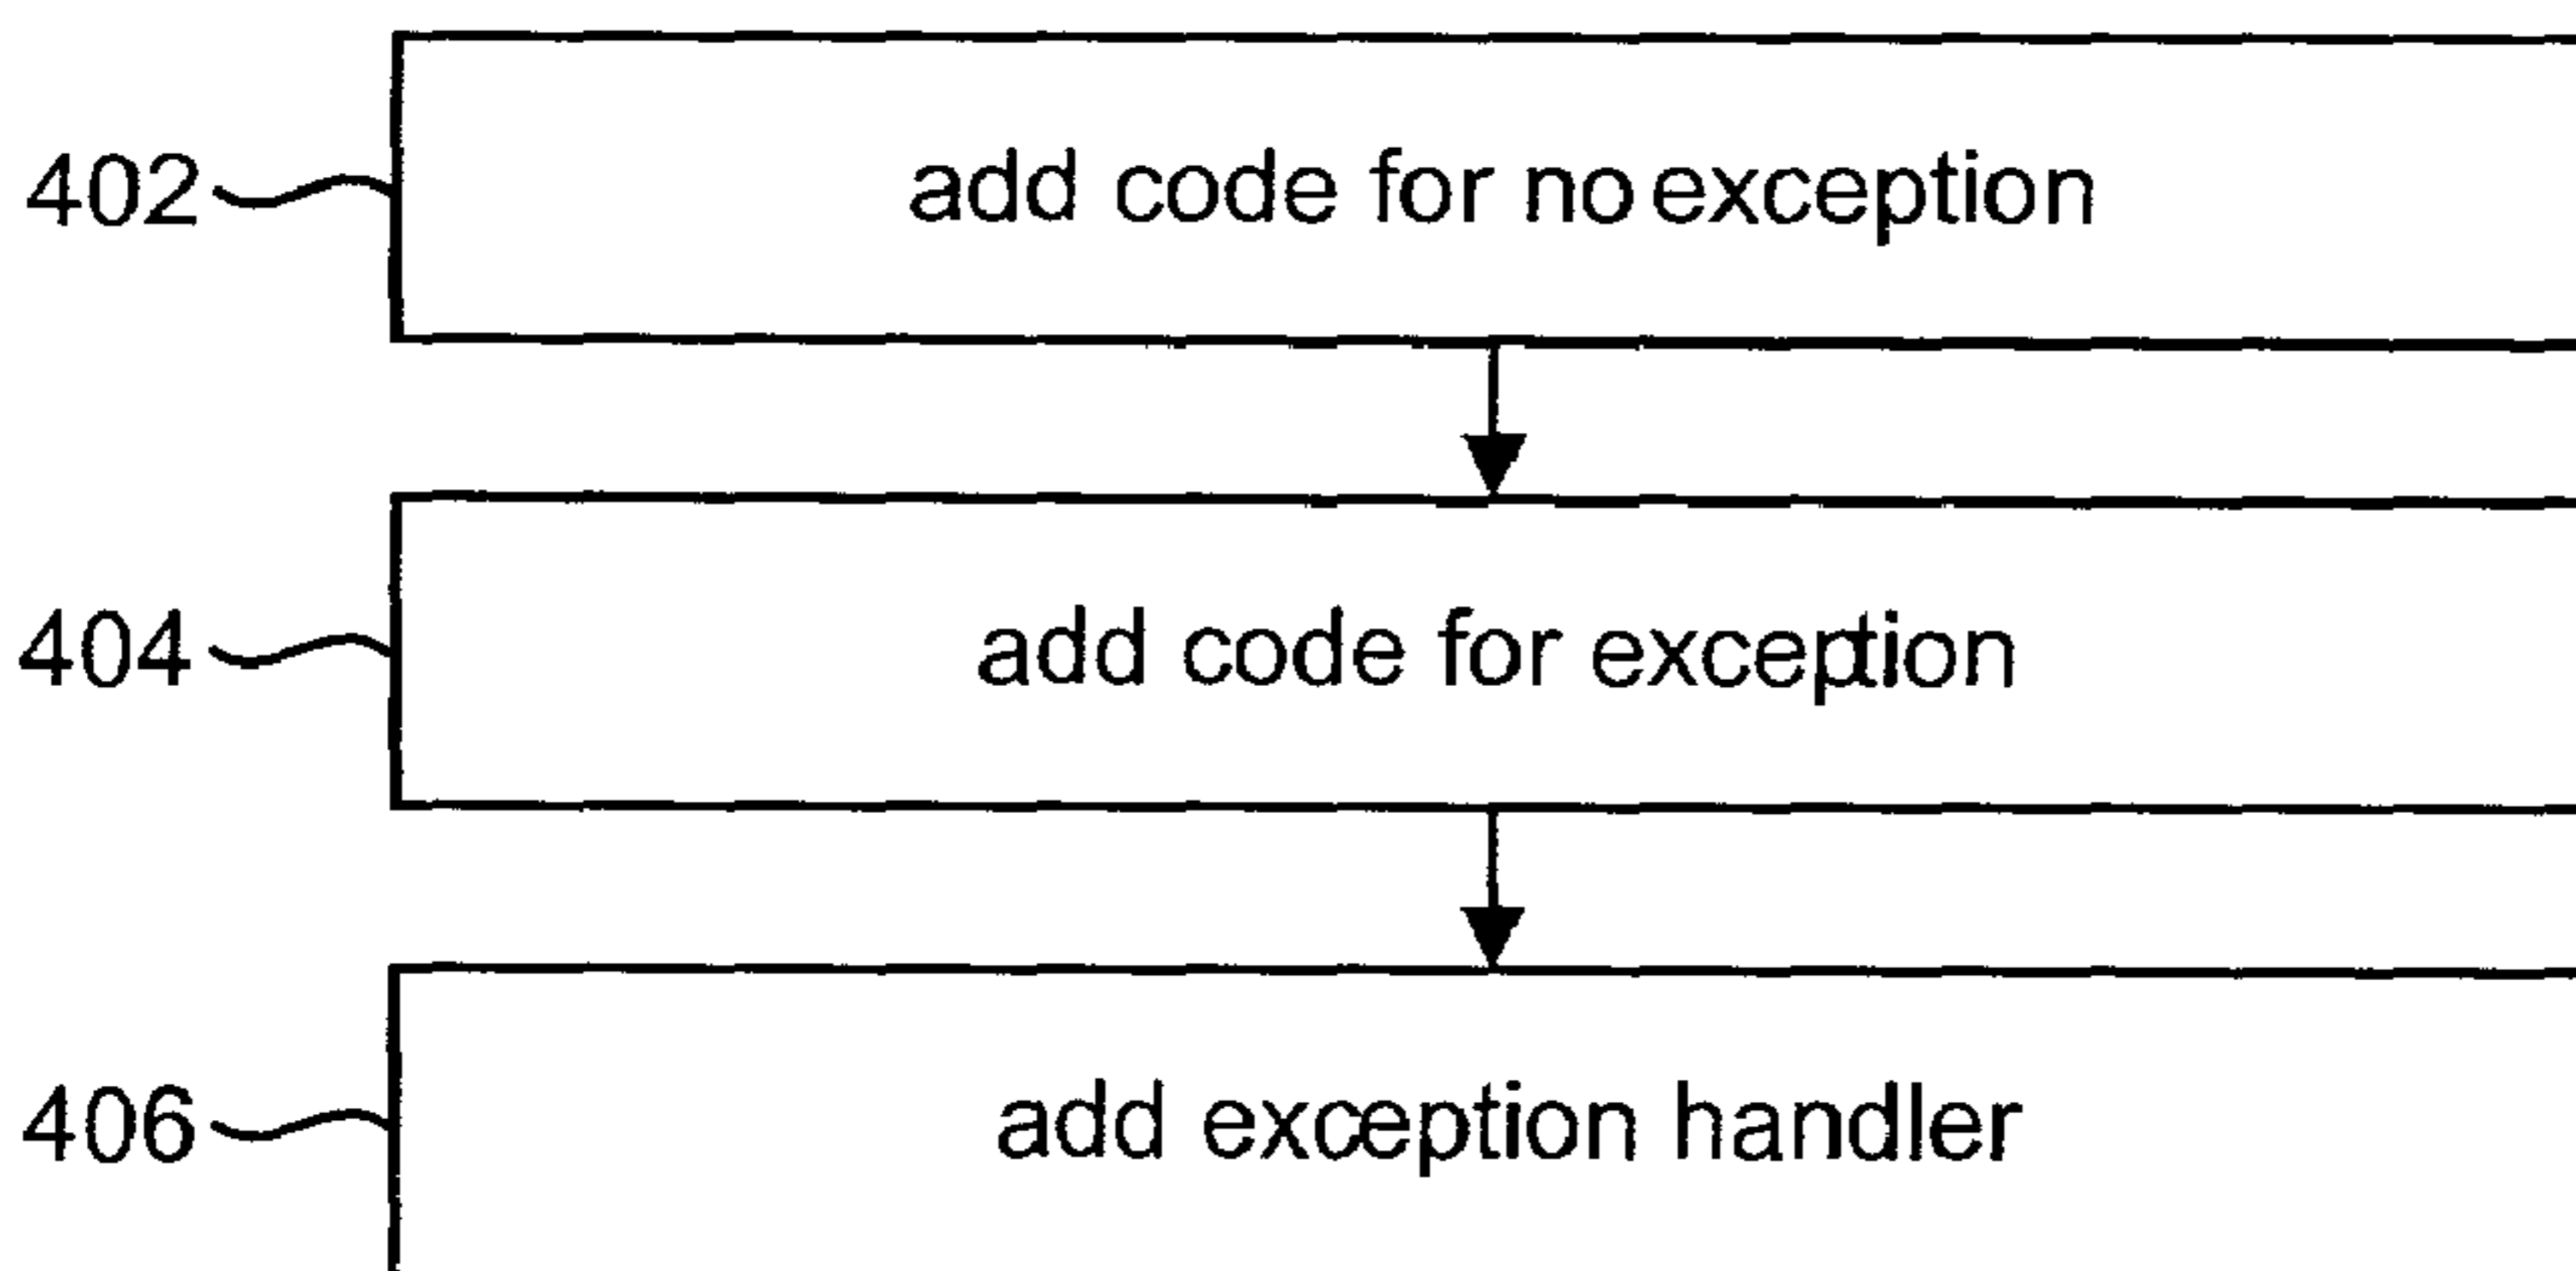 402 add code for no exception
404 add code for exception
406 add exception handler